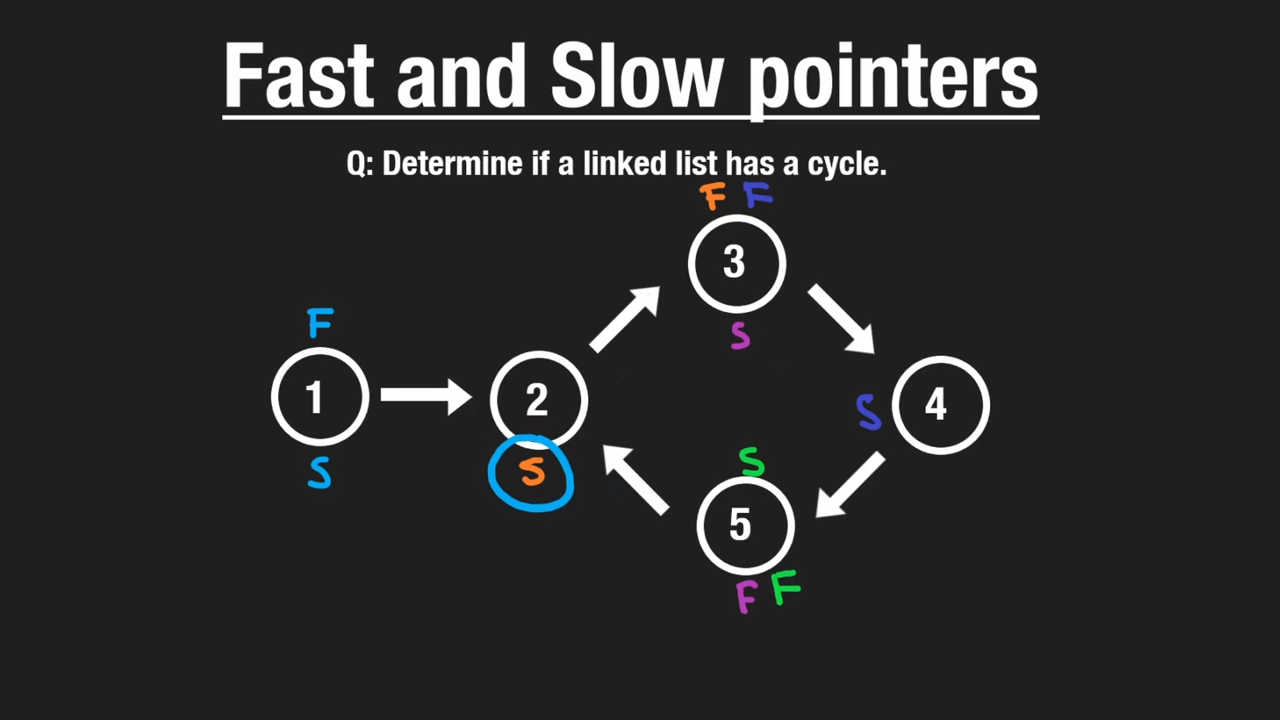 Fast and Slow pointers
Q: Determine if a linked list has a cycle.
F F
3
S
F
1
S
2
S
S 4
S
5
F F